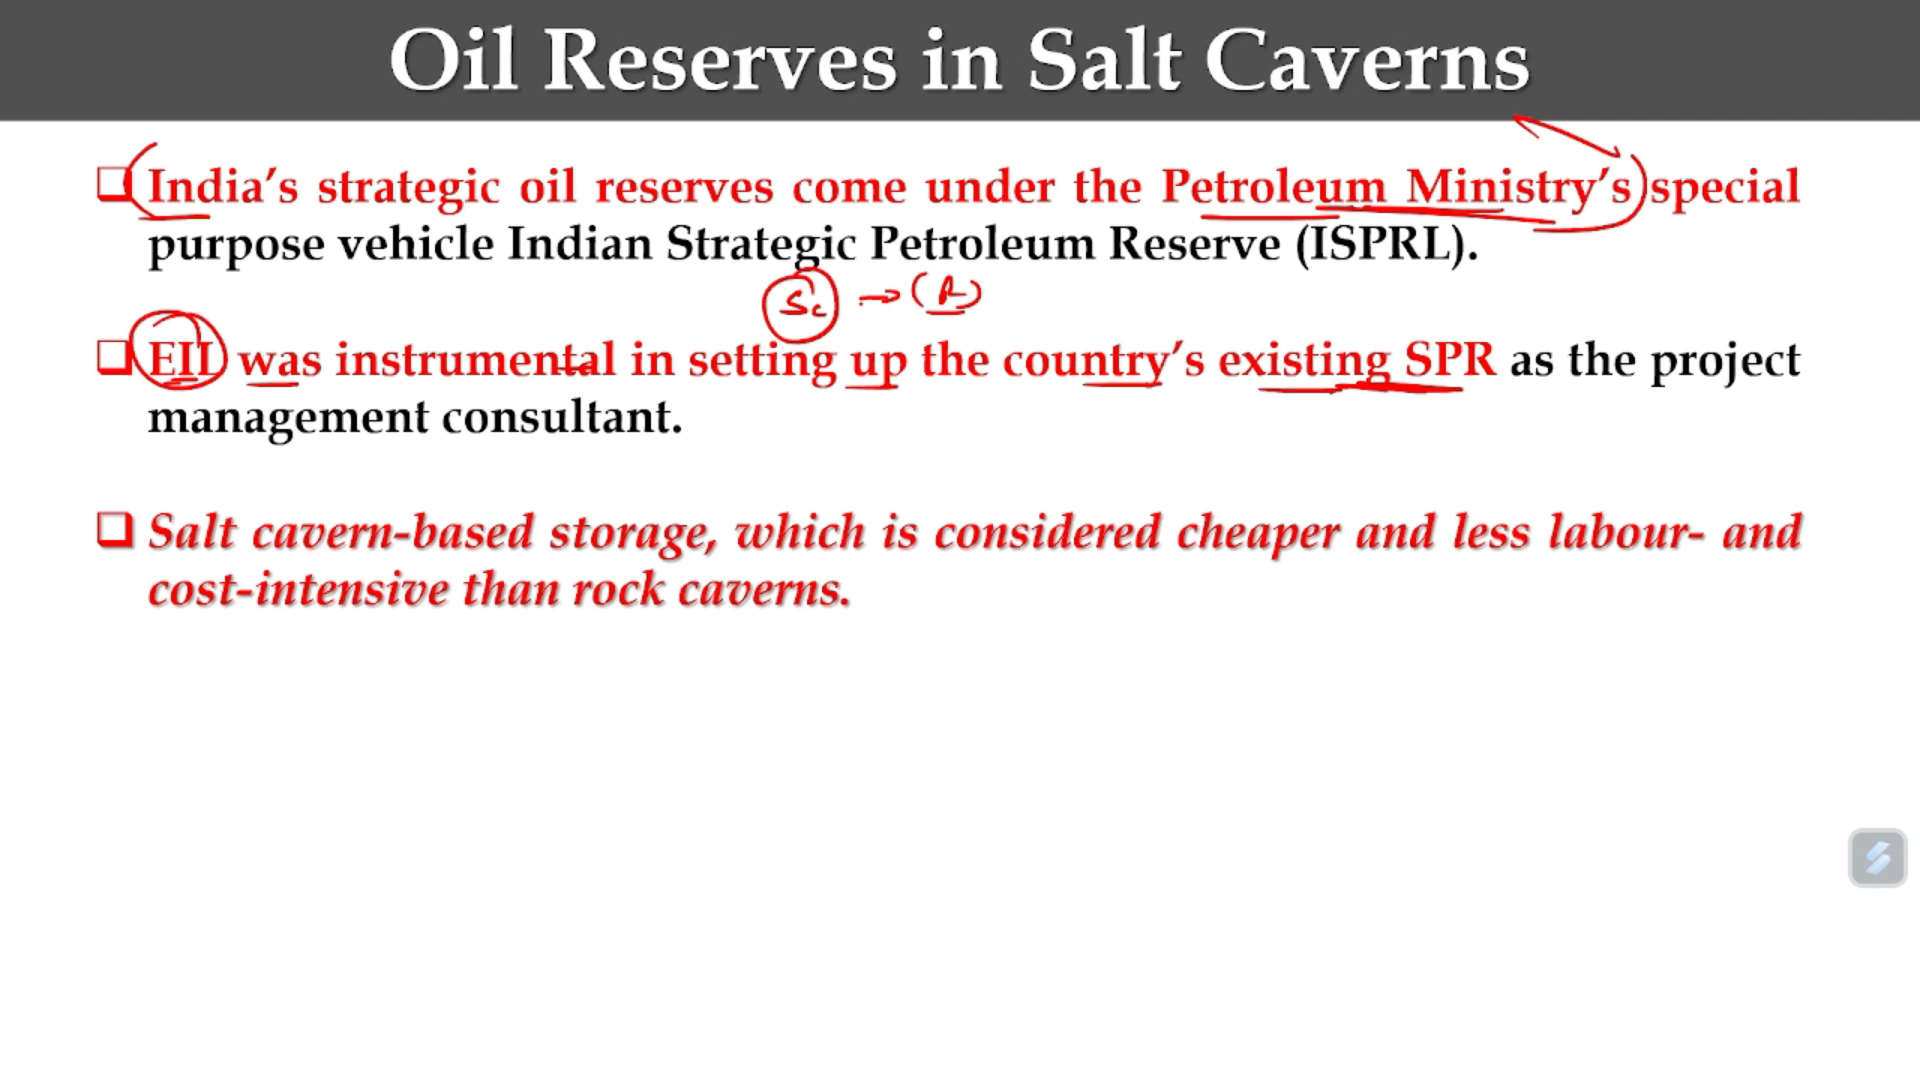 Oil Reserves in Salt Caverns
India's strategic oil reserves come under the Petroleum Ministry's special
purpose vehicle Indian Strategic Petroleum Reserve (ISPRL).
Sc → (R)
EIL was instrumental in setting up the country's existing SPR as the project
management consultant.
Salt cavern-based storage, which is considered cheaper and less labour- and
cost-intensive than rock caverns.